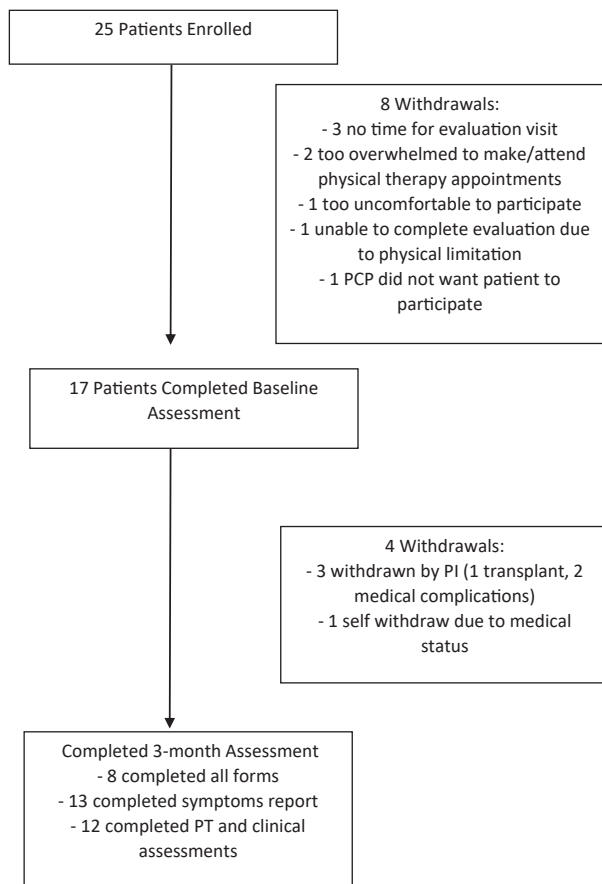 25 Patients Enrolled
8 Withdrawals:
- 3 no time for evaluation visit
- 2 too overwhelmed to make/attend
physical therapy appointments
- 1 too uncomfortable to participate
- 1 unable to complete evaluation due
to physical limitation
- 1 PCP did not want patient to
participate
17 Patients Completed Baseline
Assessment
4 Withdrawals:
- 3 withdrawn by PI (1 transplant, 2
medical complications)
- 1 self withdraw due to medical
status
Completed 3-month Assessment
- 8 completed all forms
- 13 completed symptoms report
- 12 completed PT and clinical
assessments